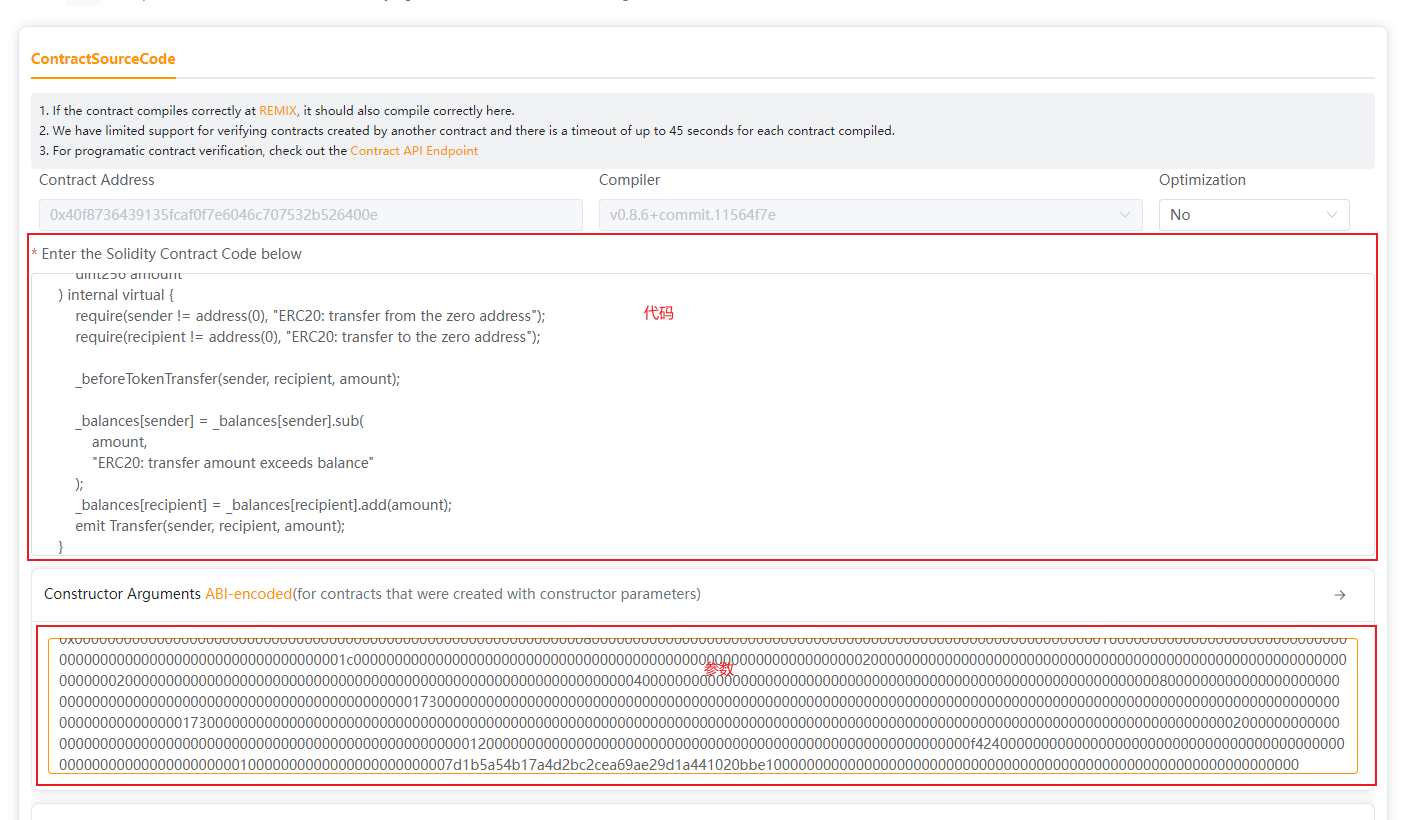 ContractSourceCode
1. If the contract compiles correctly at REMIX, it should also compile correctly here.
2. We have limited support for verifying contracts created by another contract and there is a timeout of up to 45 seconds for each contract compiled.
3. For programatic contract verification, check out the Contract API Endpoint
Contract Address
Compiler
Optimization
0x40f8736439135fcaf0f7e6046c707532b526400e
v0.8.6+commit.11564f7e
No
* Enter the Solidity Contract Code below
uint256 amount
) internal virtual {
require(sender != address(0), "ERC20: transfer from the zero address");
代码
require(recipient != address(0), "ERC20: transfer to the zero address");
_beforeTokenTransfer(sender, recipient, amount);
_balances[sender] = _balances[sender].sub(
amount,
"ERC20: transfer amount exceeds balance"
);
_balances[recipient] = _balances[recipient].add(amount);
emit Transfer(sender, recipient, amount);
}
Constructor Arguments ABI-encoded(for contracts that were created with constructor parameters)
→
参数